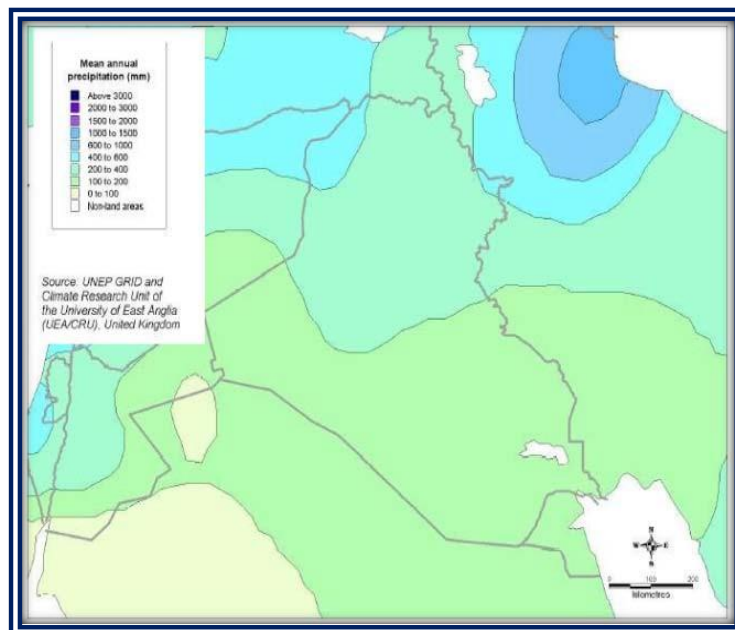 Mean annual
precipitation (mm)
Above 3000
2000 to 3000
1500 to 2000
1000 to 1500
600 to 1000
400 to 600
200 to 400
100 to 200
0 to 100
Non-land areas
Source: UNEP GRID and
Climate Research Unit of
the University of East Anglia
(UEA/CRU), United Kingdom
N
W E
S
0 100 200
kilometres